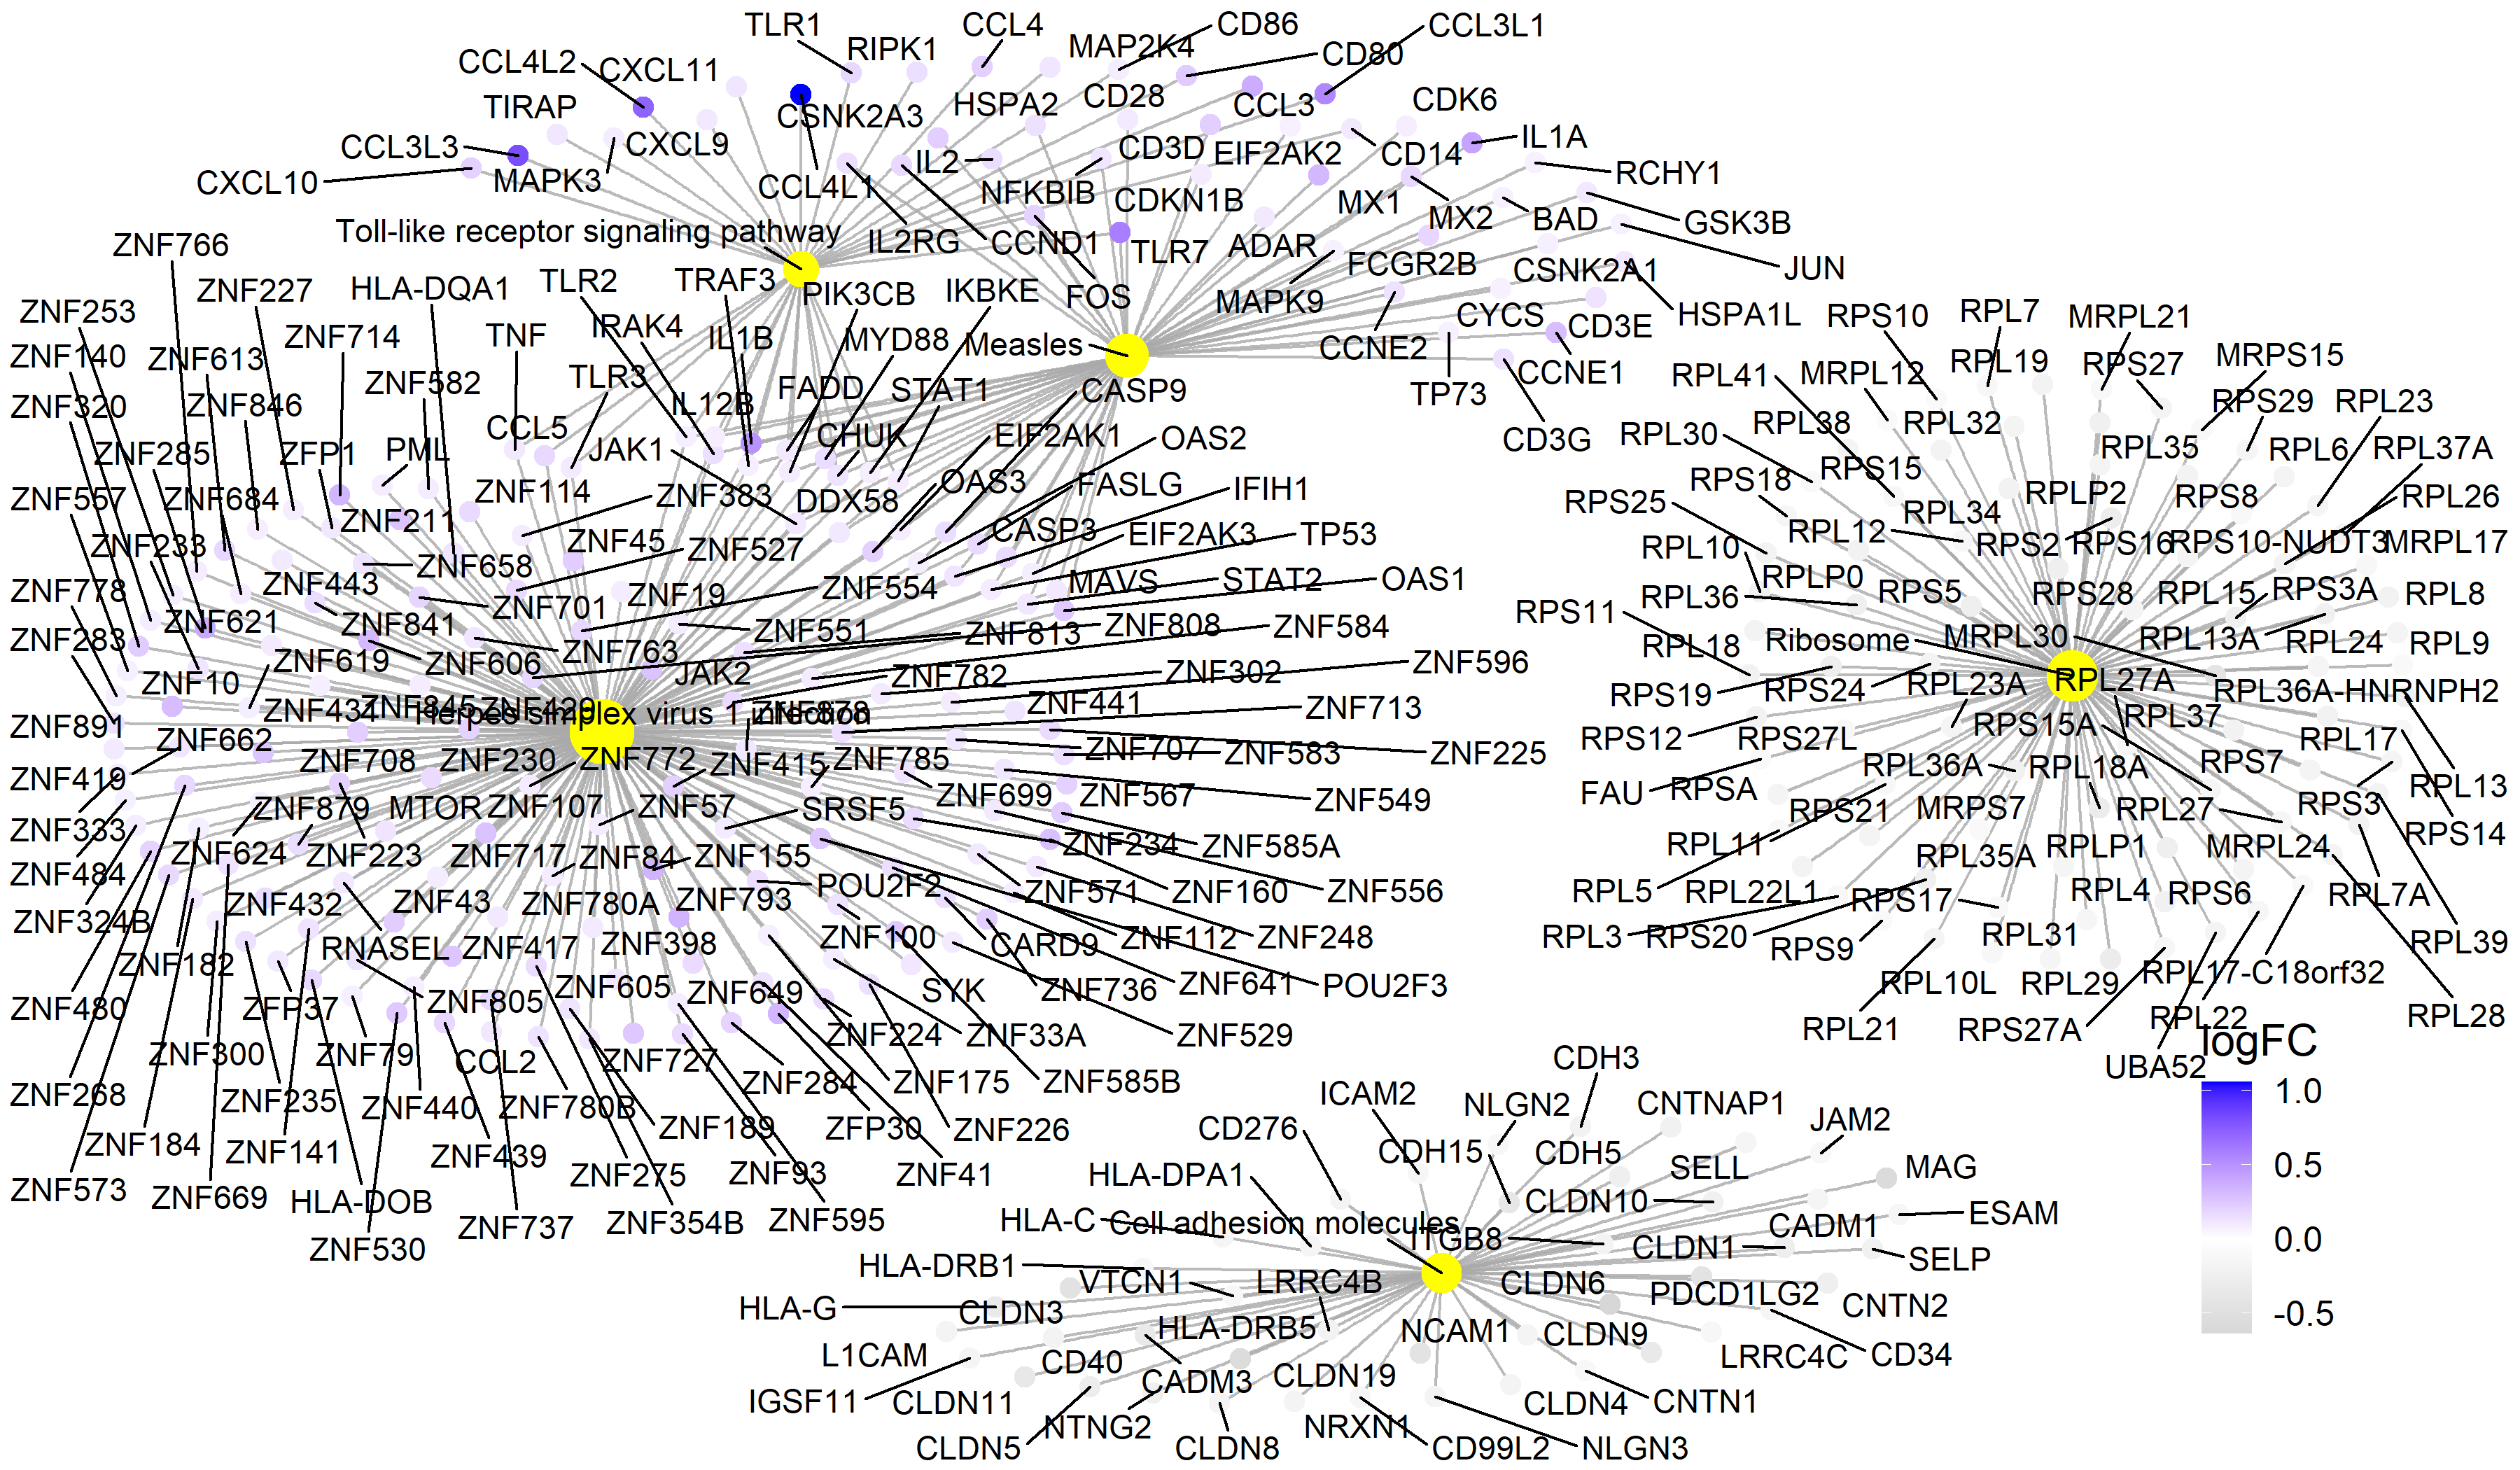 TLR1
CCL4
CD86
CCL3L1
RIPK1
MAP2K4
CD80
CCL4L2
CXCL11
TIRAP
CSNK2A3
HSPA2
CD28
CCL3
CDK6
CCL3L3
CXCL9
IL2
CD3D
EIF2AK2
CD14
IL1A
CXCL10
MAPK3
CCL4L1
NFKBIB
CDKN1B
MX1
MX2
BAD
RCHY1
GSK3B
Toll-like receptor signaling pathway
IL2RG
CCND1
TLR7
ADAR
FCGR2B
CSNK2A1
JUN
ZNF766
ZNF227
HLA-DQA1
TLR2
TRAF3
PIK3CB
IKBKE
FOS
MAPK9
CYCS
HSPA1L
RPS10
RPL7
MRPL21
ZNF253
ZNF714
TNF
IRAK4
IL1B
MYD88
Measles
CCNE2
CD3E
ZNF140
ZNF613
ZNF582
TLR3
FADD
STAT1
CASP9
TP73
CCNE1
RPL41
MRPL12
RPL19
RPS27
MRPS15
ZNF320
ZNF846
CCL5
IL12B
CHUK
EIF2AK1
OAS2
CD3G
RPL30
RPL38
RPL32
RPL35
RPS29
RPL23
ZNF285
ZFP1
PML
JAK1
RPL6
RPL37A
ZNF557
ZNF684
ZNF211
ZNF114
ZNF383
DDX58
OAS3
FASLG
IFIH1
RPS25
RPS18
RPS15
RPL34
RPLP2
RPS8
RPL26
ZNF233
ZNF45
ZNF527
CASP3
EIF2AK3
TP53
RPL10
RPL12
RPS2
RPS16
RPS10-NUDT3
MRPL17
ZNF778
ZNF443
ZNF658
ZNF554
MAVS
STAT2
OAS1
RPL36
RPLP0
RPS5
RPS28
RPL15
RPS3A
RPL8
ZNF283
ZNF621
ZNF841
ZNF701
ZNF19
ZNF551
ZNF813
ZNF808
ZNF584
RPS11
RPL18
Ribosome
MRPL30
RPL13A
RPL24
RPL9
ZNF10
ZNF619
ZNF606
ZNF763
JAK2
ZNF782
ZNF302
ZNF596
RPS19
RPS24
RPL23A
RPL27A
RPL36A-HNRNPH2
ZNF891
ZNF431
ZNF845
ZNF429
Herpes simplex virus 1 infection
ZNF878
ZNF441
ZNF713
RPS12
RPS27L
RPS15A
RPL37
RPL17
ZNF419
ZNF662
ZNF708
ZNF230
ZNF772
ZNF415
ZNF785
ZNF707
ZNF583
ZNF225
FAU
RPSA
RPL36A
RPL18A
RPS7
RPL13
ZNF333
ZNF879
MTOR
ZNF107
ZNF57
SRSF5
ZNF699
ZNF567
ZNF549
RPL11
RPS21
MRPS7
RPL27
RPS3
RPS14
ZNF484
ZNF624
ZNF223
ZNF717
ZNF84
ZNF155
ZNF234
ZNF585A
RPL5
RPL22L1
RPL35A
RPLP1
MRPL24
ZNF324B
ZNF432
ZNF43
ZNF780A
ZNF793
POU2F2
ZNF571
ZNF160
ZNF556
RPL3
RPS20
RPS17
RPL4
RPS6
RPL7A
ZNF182
RNASEL
ZNF417
ZNF398
ZNF100
CARD9
ZNF112
ZNF248
RPS9
RPL31
RPL39
ZNF480
ZFP37
ZNF805
ZNF605
ZNF649
SYK
ZNF736
ZNF641
POU2F3
RPL10L
RPL29
RPL17-C18orf32
ZNF300
ZNF79
CCL2
ZNF727
ZNF224
ZNF33A
ZNF529
RPL21
RPS27A
RPL22
RPL28
ZNF268
ZNF235
ZNF440
ZNF780B
ZNF284
ZNF175
ZNF585B
UBA52
ZNF184
ZNF141
ZNF439
ZNF189
ZFP30
ZNF226
ZNF573
ZNF669
HLA-DOB
ZNF275
ZNF93
ZNF41
ZNF530
ZNF737
ZNF354B
ZNF595
CDH3
ICAM2
NLGN2
CNTNAP1
JAM2
CD276
CDH15
CDH5
SELL
MAG
HLA-DPA1
CLDN10
HLA-C
Cell adhesion molecules
ITGB8
CLDN1
CADM1
ESAM
SELP
HLA-DRB1
VTCN1
LRRC4B
CLDN6
PDCD1LG2
CNTN2
HLA-G
CLDN3
HLA-DRB5
NCAM1
CLDN9
L1CAM
CD40
CADM3
CLDN19
LRRC4C
CD34
IGSF11
CLDN11
NTNG2
NRXN1
CLDN4
CNTN1
CLDN5
CLDN8
CD99L2
NLGN3
logFC
1.0
0.5
0.0
-0.5